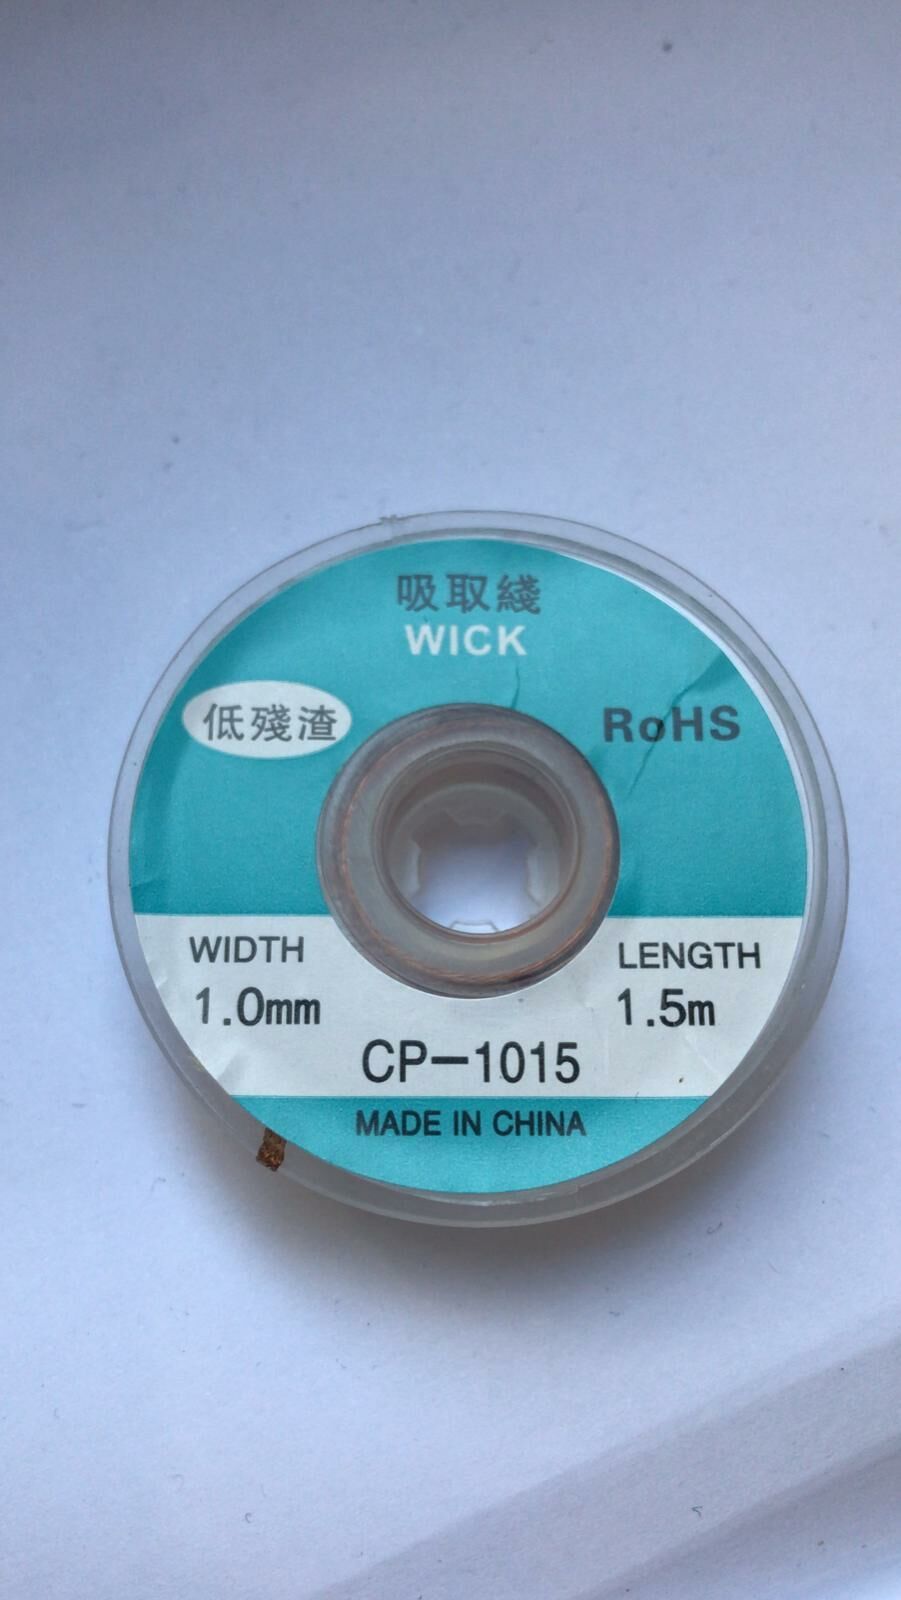 吸取綫
WICK
低殘渣
RoHS
WIDTH
1.0mm
LENGTH
1.5m
CP-1015
MADE IN CHINA